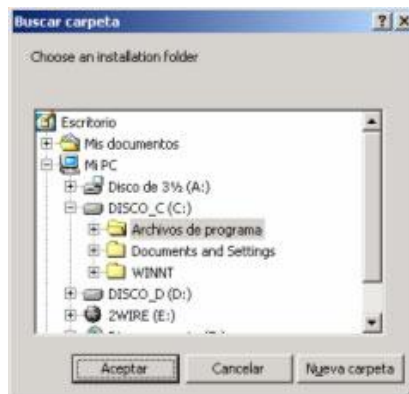 Buscar carpeta
Choose an installation folder
Escritorio
Mis documentos
Mi PC
Disco de 3½ (A:)
DISCO_C (C:)
Archivos de programa
Documents and Settings
WINNT
DISCO_D (D:)
2WIRE (E:)
Aceptar Cancelar Nueva carpeta